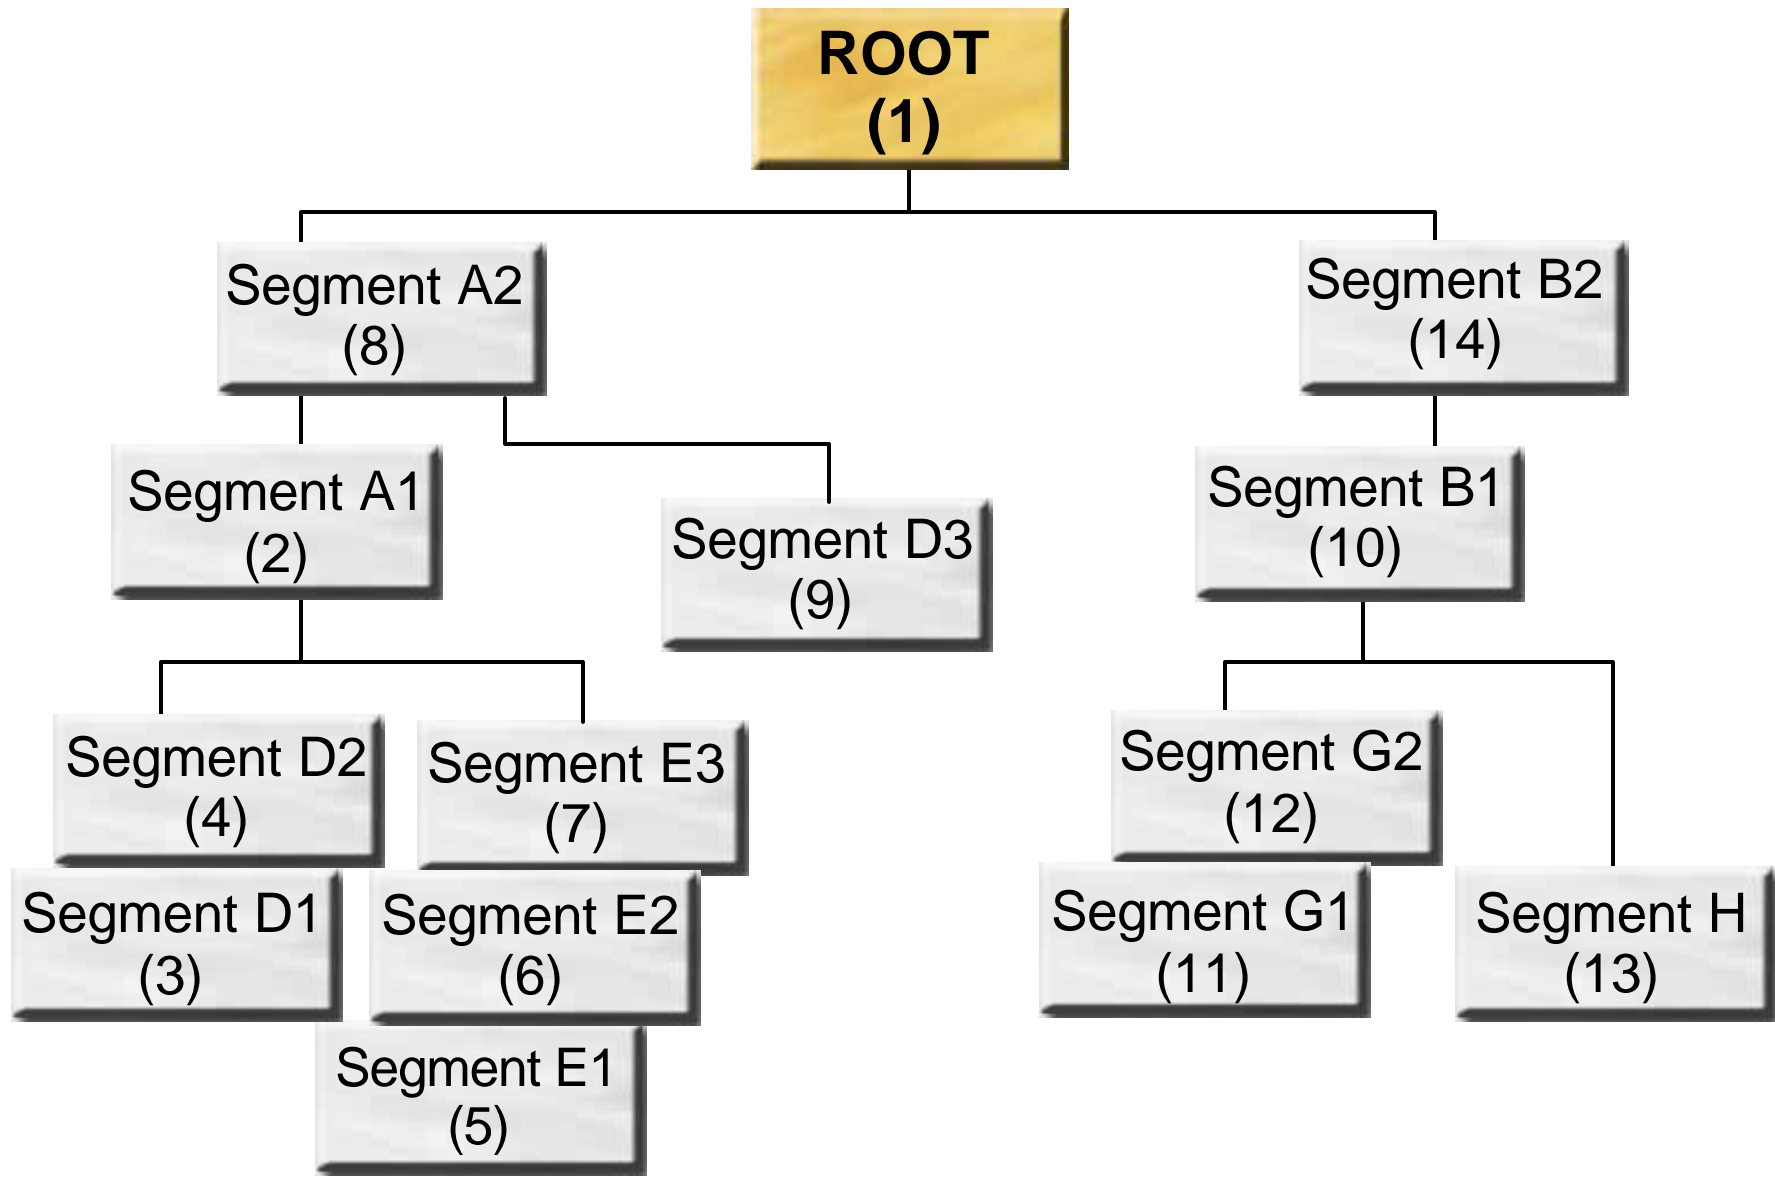 ROOT
(1)
Segment A2
(8)
Segment B2
(14)
Segment A1
(2)
Segment D3
(9)
Segment B1
(10)
Segment D2
(4)
Segment E3
(7)
Segment G2
(12)
Segment D1
(3)
Segment E2
(6)
Segment G1
(11)
Segment H
(13)
Segment E1
(5)